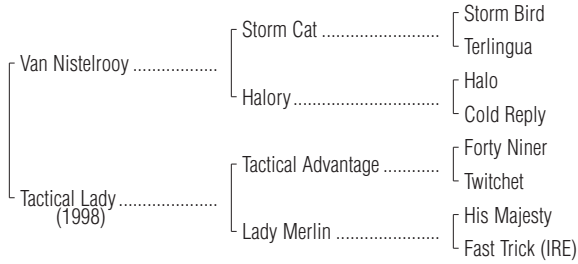 Storm Bird
Storm Cat ..........................
Terlingua
Van Nistelrooy ..................
Halo
Halory .................................
Cold Reply
Forty Niner
Tactical Advantage ............
Twitchet
Tactical Lady .....................
(1998)
His Majesty
Lady Merlin .......................
Fast Trick (IRE)